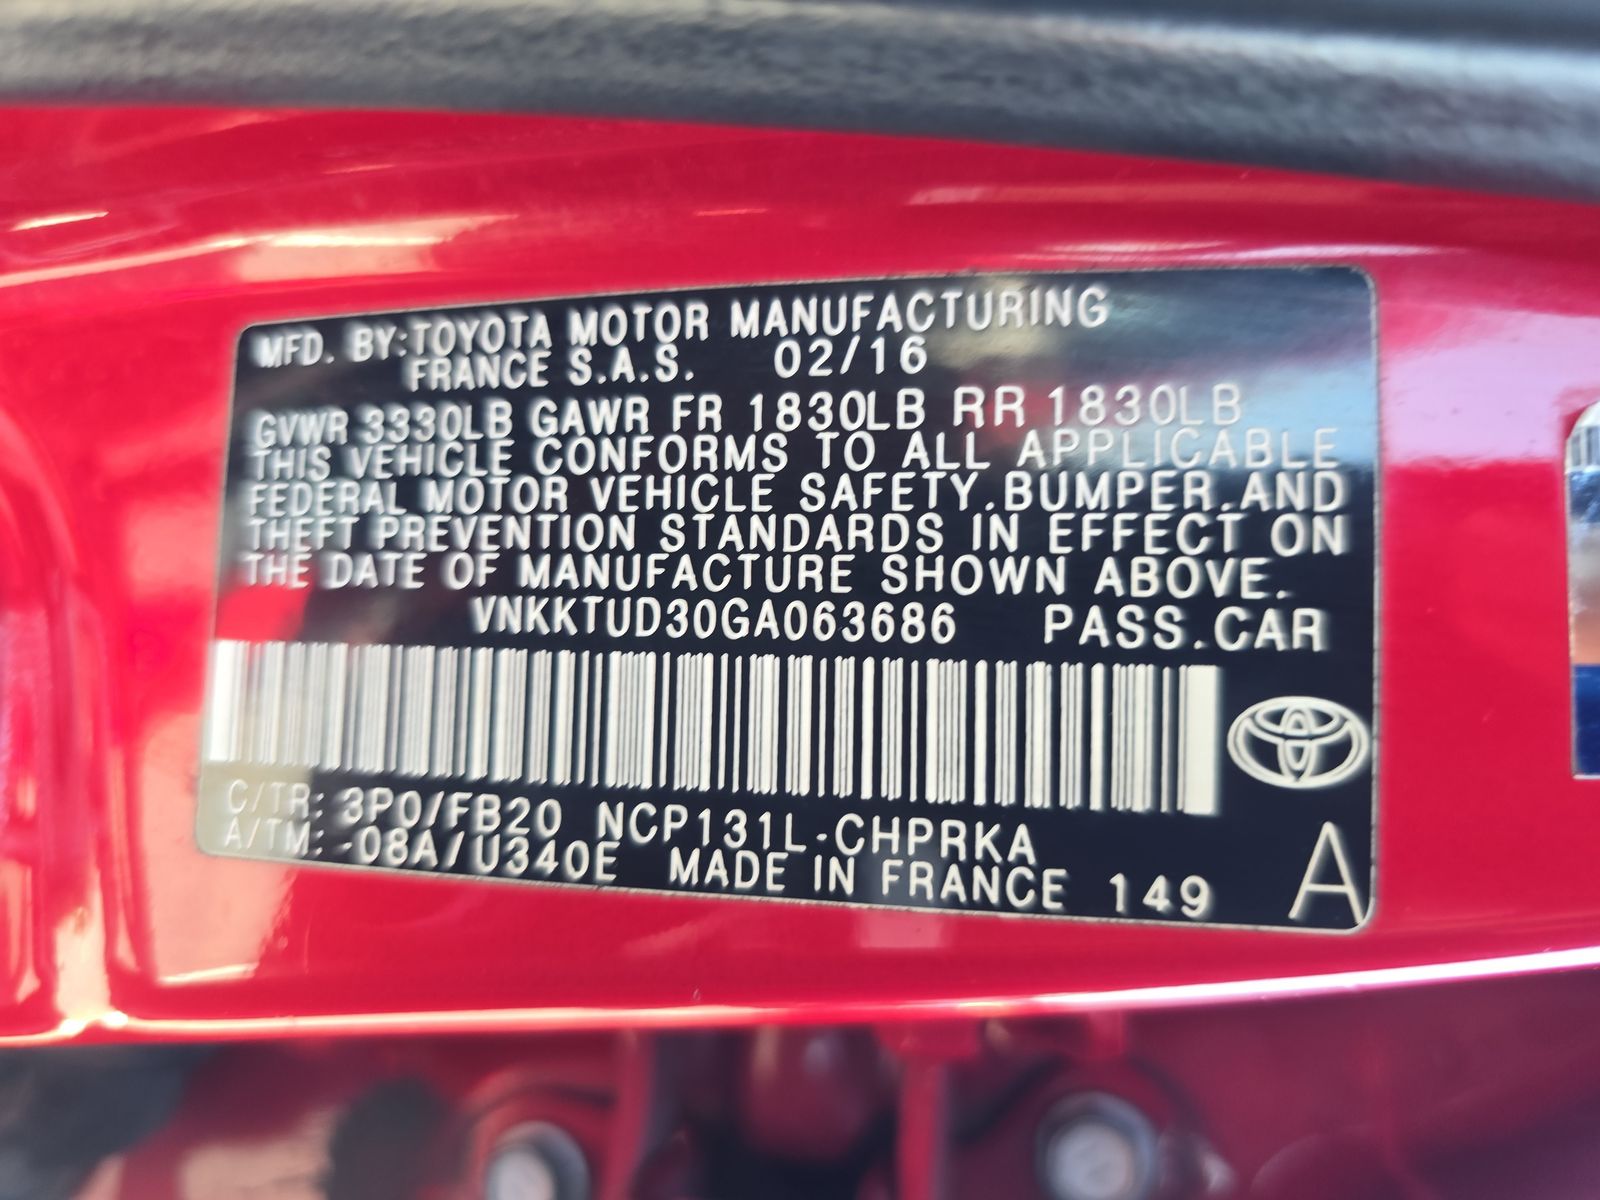 MFD. BY:TOYOTA MOTOR MANUFACTURING
FRANCE S.A.S. 02/16
GVWR 3330LB GAWR FR 1830LB RR 1830LB
THIS VEHICLE CONFORMS TO ALL APPLICABLE
FEDERAL MOTOR VEHICLE SAFETY.BUMPER.AND
THEFT PREVENTION STANDARDS IN EFFECT ON
THE DATE OF MANUFACTURE SHOWN ABOVE.
VNKKTUD30GA063686 PASS.CAR
C/TR: 3P0/FB20 NCP131L-CHPRKA
A/TM: -08A/U340E MADE IN FRANCE 149 A